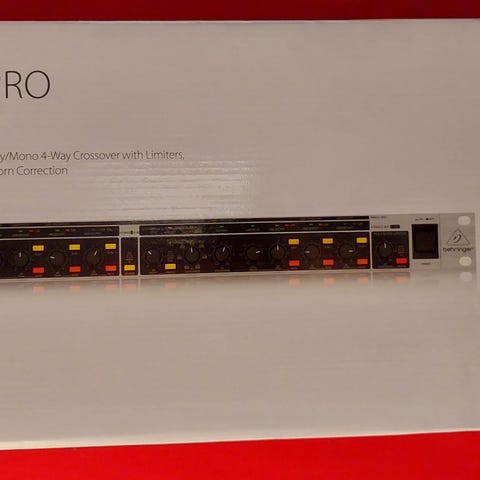 PRO
y/Mono 4-Way Crossover with Limiters,
orn Correction
behringer